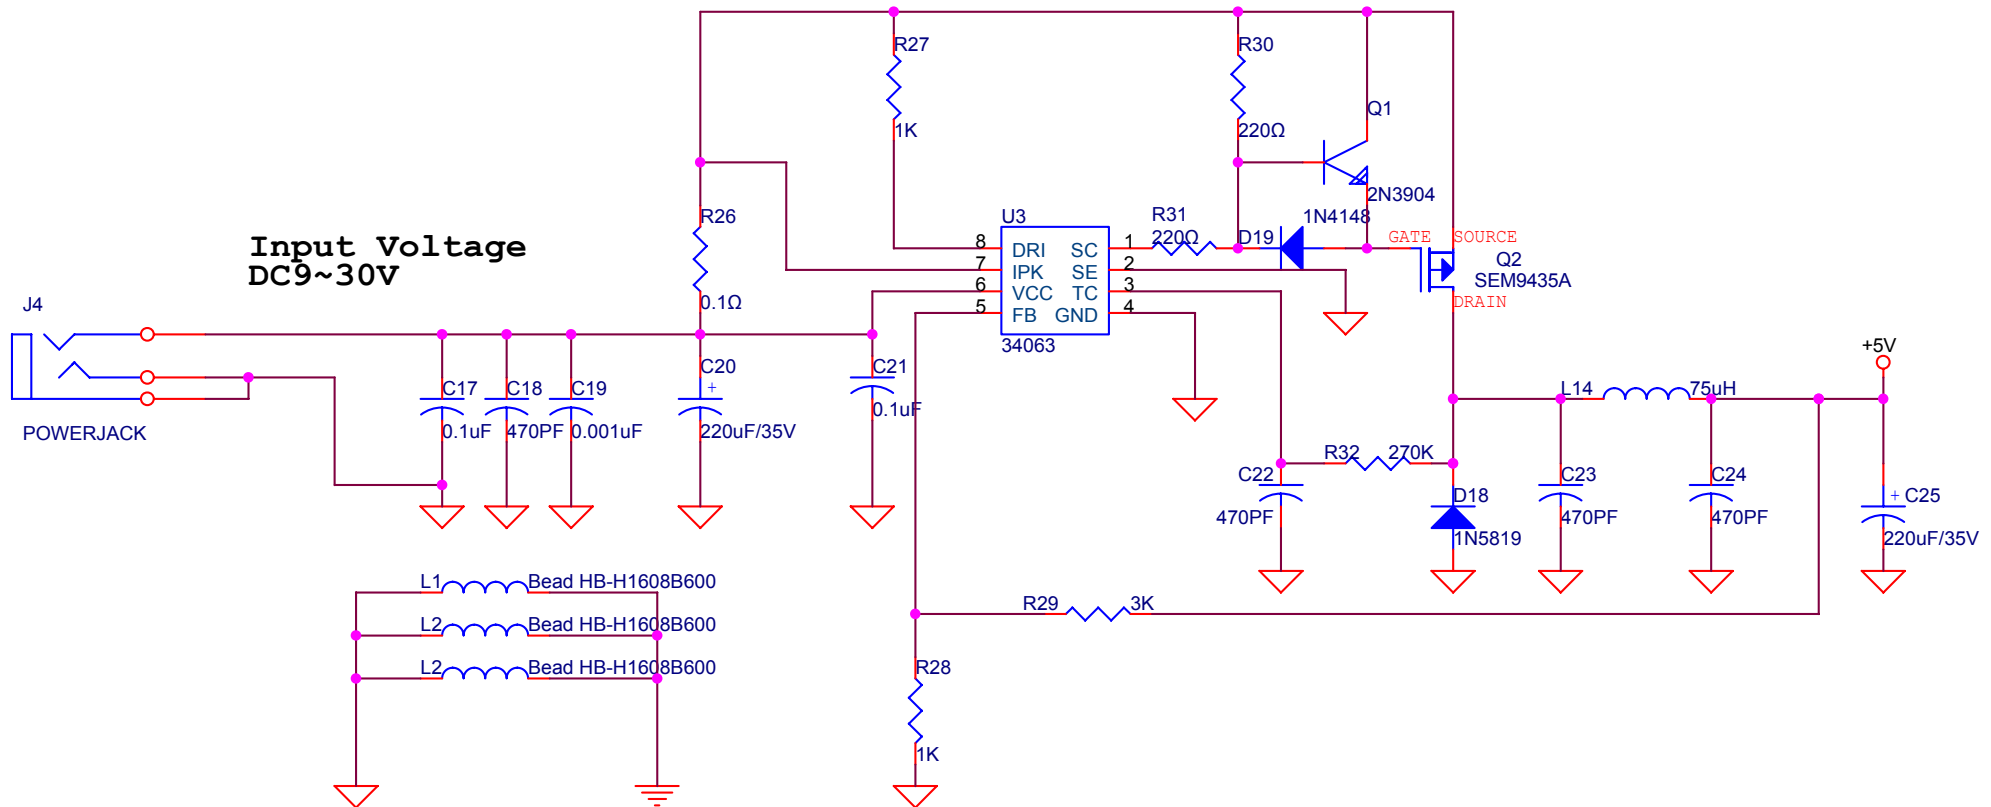 R27
1K
R30
220Ω
Q1
2N3904
R26
0.1Ω
Input Voltage
DC9~30V
J4
POWERJACK
U3
34063
8 DRI SC 1
7 IPK SE 2
6 VCC TC 3
5 FB GND 4
R31
220Ω
D19
1N4148
GATE SOURCE
Q2
SEM9435A
DRAIN
C17
0.1uF
C18
470PF
C19
0.001uF
C20
+
220uF/35V
C21
0.1uF
+5V
L14 75uH
R32 270K
C22
470PF
D18
1N5819
C23
470PF
C24
470PF
+ C25
220uF/35V
L1 Bead HB-H1608B600
L2 Bead HB-H1608B600
L2 Bead HB-H1608B600
R29 3K
R28
1K